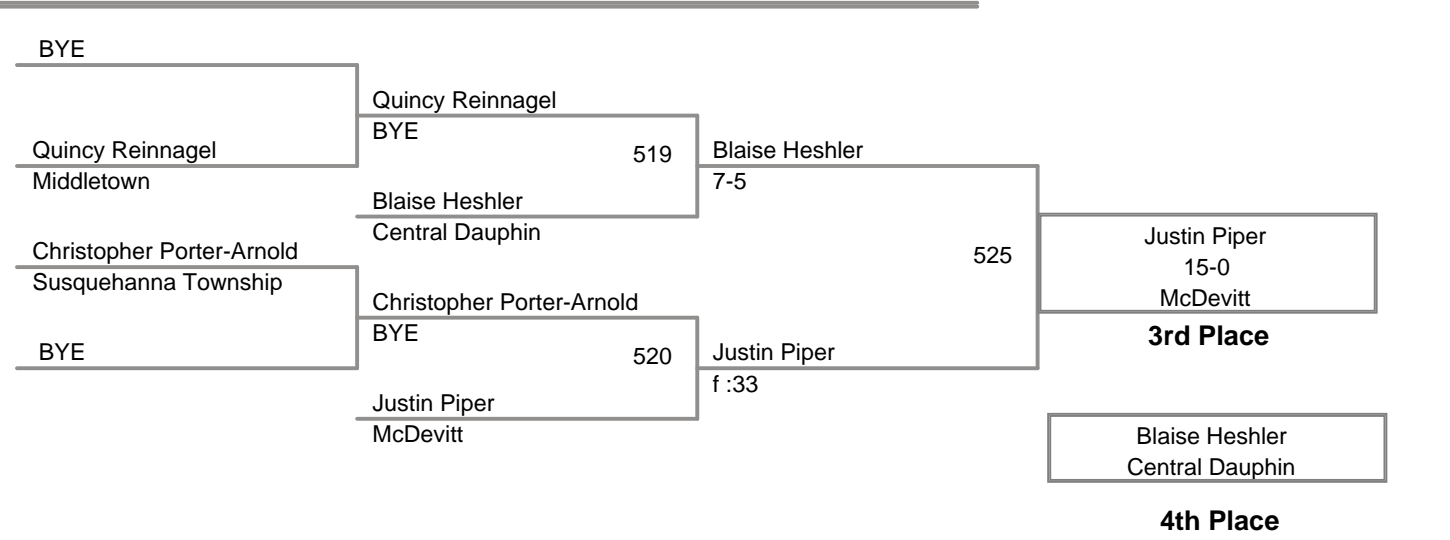 BYE
Quincy Reinnagel
BYE
Quincy Reinnagel
519
Blaise Heshler
Middletown
7-5
Blaise Heshler
Central Dauphin
Justin Piper
Christopher Porter-Arnold
525
15-0
Susquehanna Township
McDevitt
Christopher Porter-Arnold
BYE
3rd Place
BYE
520
Justin Piper
f :33
Justin Piper
McDevitt
Blaise Heshler
Central Dauphin
4th Place